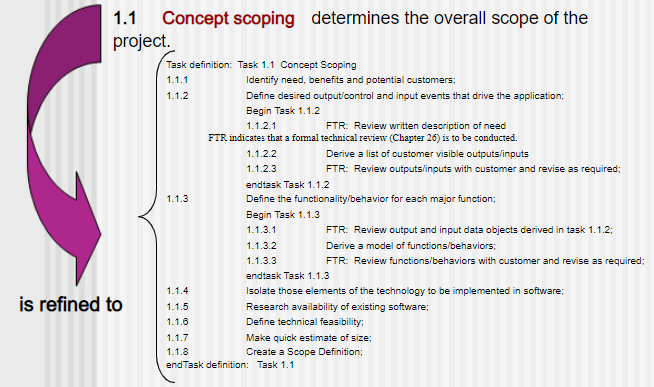 1.1 Concept scoping determines the overall scope of the
project.
Task definition: Task 1.1 Concept Scoping
1.1.1 Identify need, benefits and potential customers;
1.1.2 Define desired output/control and input events that drive the application;
Begin Task 1.1.2
1.1.2.1 FTR: Review written description of need
FTR indicates that a formal technical review (Chapter 26) is to be conducted.
1.1.2.2 Derive a list of customer visible outputs/inputs
1.1.2.3 FTR: Review outputs/inputs with customer and revise as required;
endtask Task 1.1.2
1.1.3 Define the functionality/behavior for each major function;
Begin Task 1.1.3
1.1.3.1 FTR: Review output and input data objects derived in task 1.1.2;
1.1.3.2 Derive a model of functions/behaviors;
1.1.3.3 FTR: Review functions/behaviors with customer and revise as required;
endtask Task 1.1.3
1.1.4 Isolate those elements of the technology to be implemented in software;
1.1.5 Research availability of existing software;
1.1.6 Define technical feasibility;
1.1.7 Make quick estimate of size;
1.1.8 Create a Scope Definition;
endTask definition: Task 1.1
is refined to